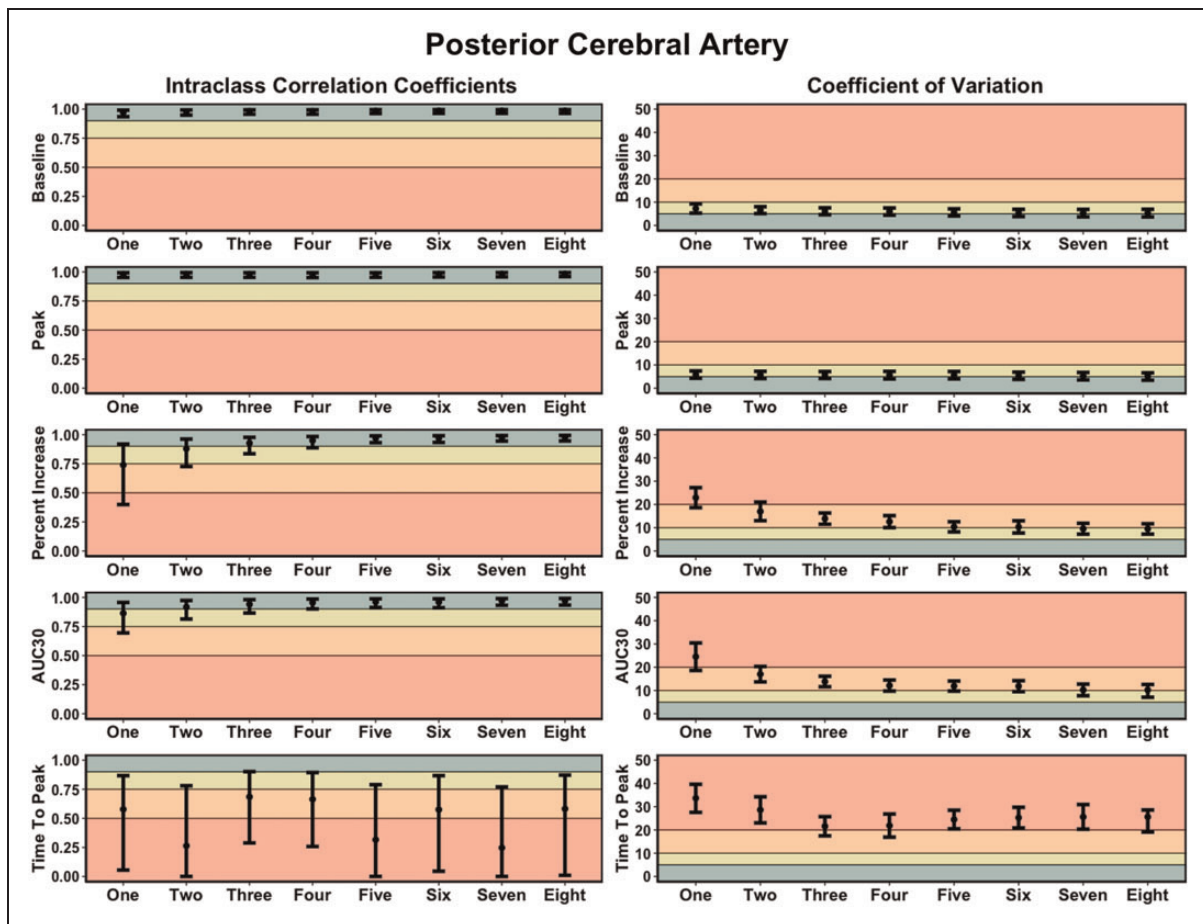 Posterior Cerebral Artery
Intraclass Correlation Coefficients
Baseline
1.00
0.75
0.50
0.25
0.00
One Two Three Four Five Six Seven Eight
Peak
1.00
0.75
0.50
0.25
0.00
One Two Three Four Five Six Seven Eight
Percent Increase
1.00
0.75
0.50
0.25
0.00
One Two Three Four Five Six Seven Eight
AUC30
1.00
0.75
0.50
0.25
0.00
One Two Three Four Five Six Seven Eight
Time To Peak
1.00
0.75
0.50
0.25
0.00
One Two Three Four Five Six Seven Eight
Coefficient of Variation
Baseline
50
40
30
20
10
0
One Two Three Four Five Six Seven Eight
Peak
50
40
30
20
10
0
One Two Three Four Five Six Seven Eight
Percent Increase
50
40
30
20
10
0
One Two Three Four Five Six Seven Eight
AUC30
50
40
30
20
10
0
One Two Three Four Five Six Seven Eight
Time To Peak
50
40
30
20
10
0
One Two Three Four Five Six Seven Eight